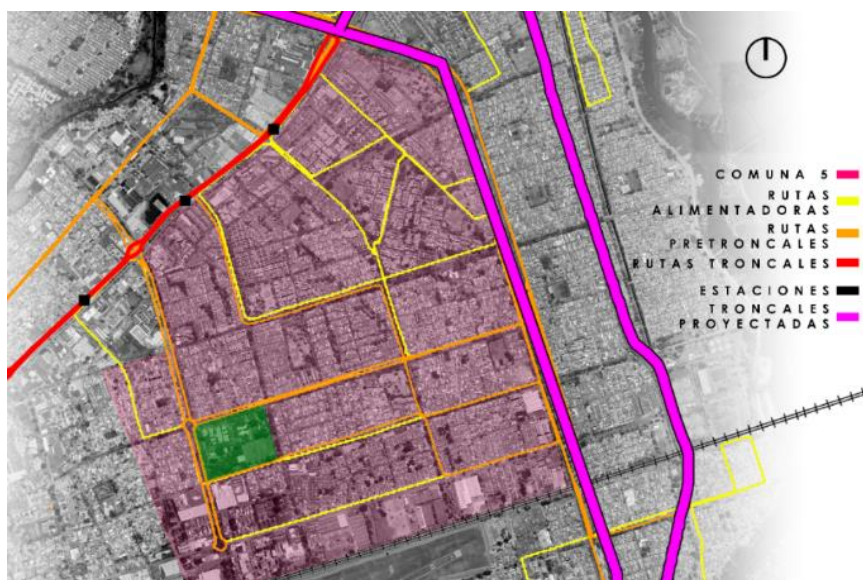 COMUNA 5
RUTAS
ALIMENTADORAS
RUTAS
PRETRONCALES
RUTAS TRONCALES
ESTACIONES
TRONCALES
PROYECTADAS